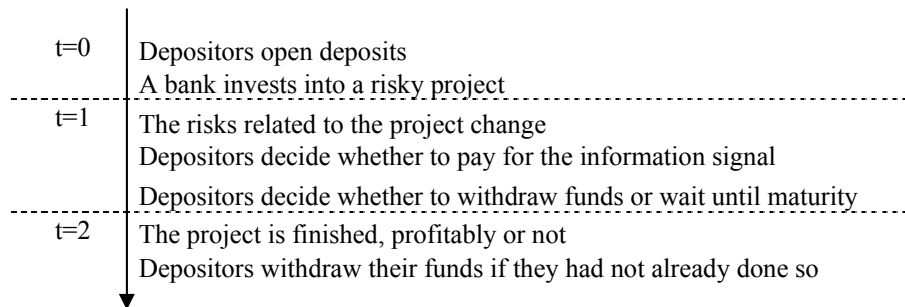 t=0
Depositors open deposits
A bank invests into a risky project
t=1
The risks related to the project change
Depositors decide whether to pay for the information signal
Depositors decide whether to withdraw funds or wait until maturity
t=2
The project is finished, profitably or not
Depositors withdraw their funds if they had not already done so